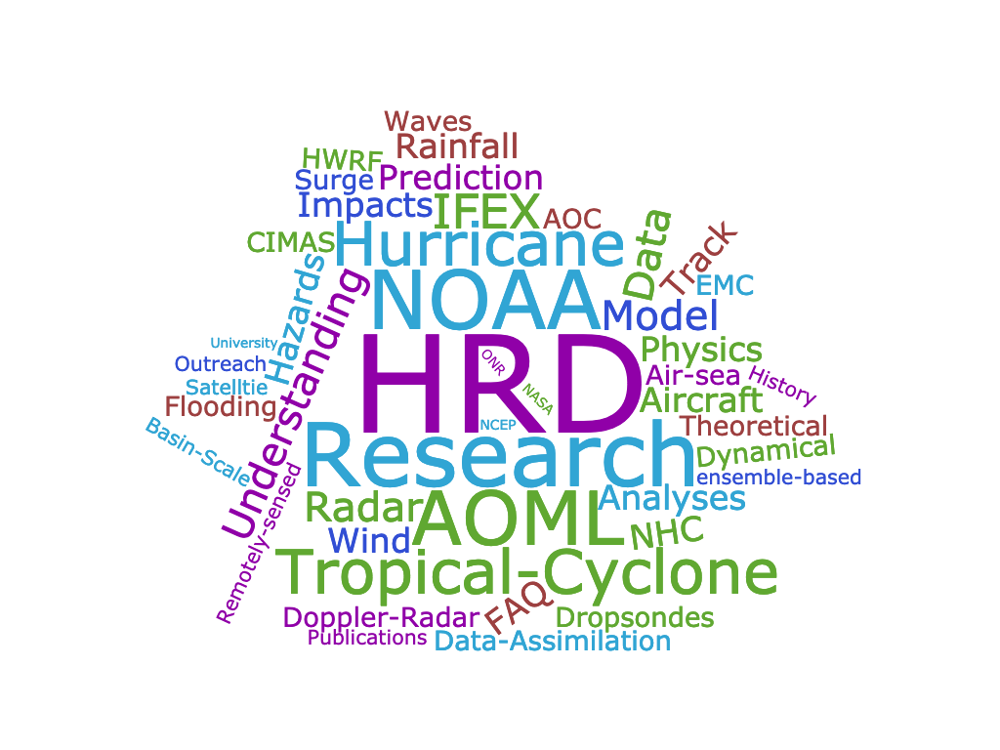 Waves
Rainfall
HWRF
Surge
Prediction
Impacts
IFEX
AOC
CIMAS
Hurricane
Data
Track
EMC
Hazards
Understanding
NOAA
Model
HRD
ONR
NASA
NCEP
University
Outreach
Satelltie
Flooding
Basin-Scale
Remotely-sensed
Physics
Air-sea
History
Aircraft
Theoretical
Dynamical
ensemble-based
Research
Analyses
Radar
AOML
NHC
Wind
Tropical-Cyclone
Doppler-Radar
FAQ
Dropsondes
Publications
Data-Assimilation